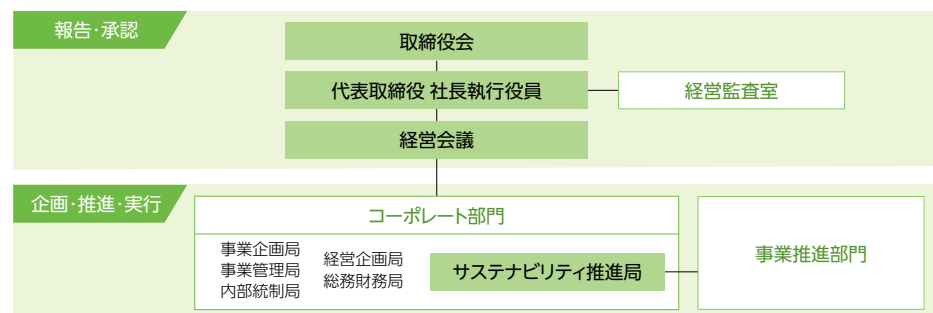 報告・承認
取締役会
代表取締役 社長執行役員
経営監査室
経営会議
企画・推進・実行
コーポレート部門
事業企画局
事業管理局
内部統制局
経営企画局
総務財務局
サステナビリティ推進局
事業推進部門